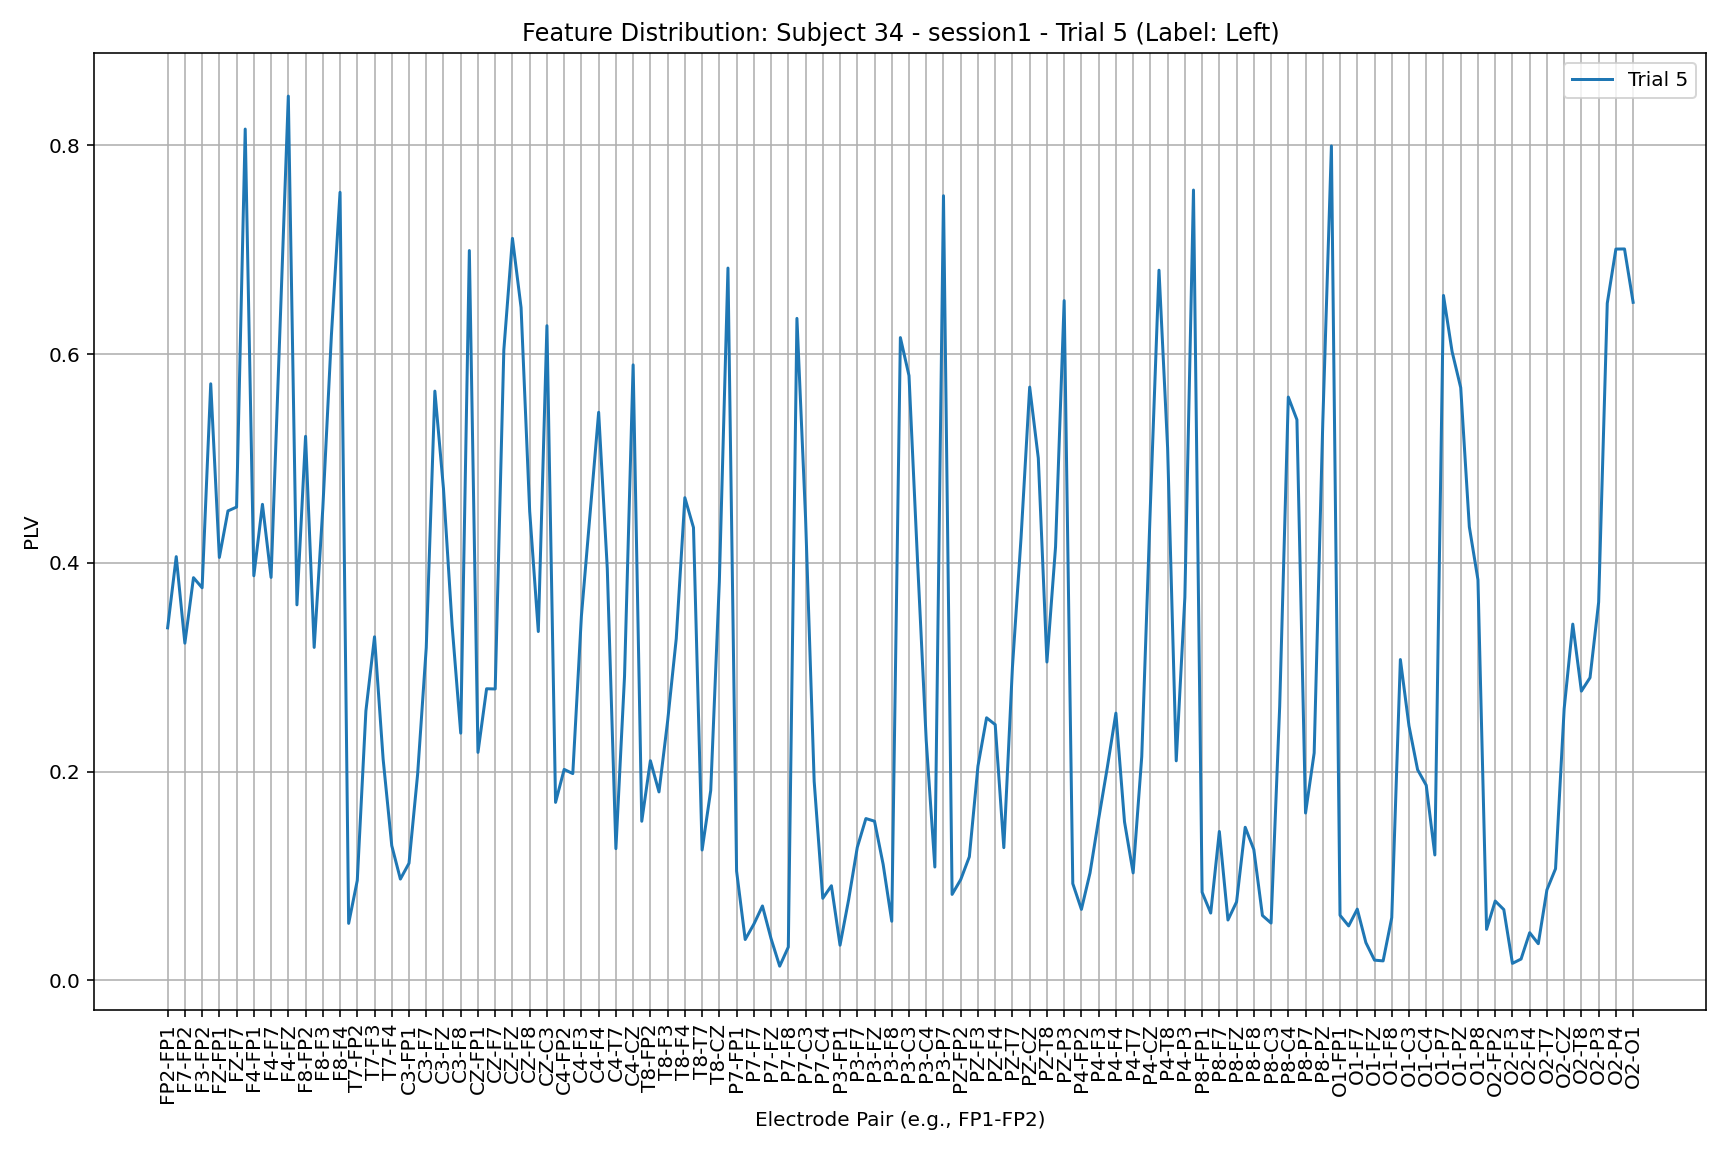 Feature Distribution: Subject 34 - session1 - Trial 5 (Label: Left)
Trial 5
PLV
0.8
0.6
0.4
0.2
0.0
FP2-FP1
F7-FP2
F3-FP2
FZ-FP1
FZ-F7
F4-FP1
F4-F7
F4-FZ
F8-FP2
F8-F3
F8-F4
T7-FP2
T7-F3
T7-F4
C3-FP1
C3-F7
C3-FZ
C3-F8
CZ-FP1
CZ-F7
CZ-FZ
CZ-F8
CZ-C3
C4-FP2
C4-F3
C4-F4
C4-T7
C4-CZ
T8-FP2
T8-F3
T8-F4
T8-T7
T8-CZ
P7-FP1
P7-F7
P7-FZ
P7-F8
P7-C3
P7-C4
P3-FP1
P3-F7
P3-FZ
P3-F8
P3-C3
P3-C4
P3-P7
PZ-FP2
PZ-F3
PZ-F4
PZ-T7
PZ-CZ
PZ-T8
PZ-P3
P4-FP2
P4-F3
P4-F4
P4-T7
P4-CZ
P4-T8
P4-P3
P8-FP1
P8-F7
P8-FZ
P8-F8
P8-C3
P8-C4
P8-P7
P8-PZ
O1-FP1
O1-F7
O1-FZ
O1-F8
O1-C3
O1-C4
O1-P7
O1-PZ
O1-P8
O2-FP2
O2-F3
O2-F4
O2-T7
O2-CZ
O2-T8
O2-P3
O2-P4
O2-O1
Electrode Pair (e.g., FP1-FP2)